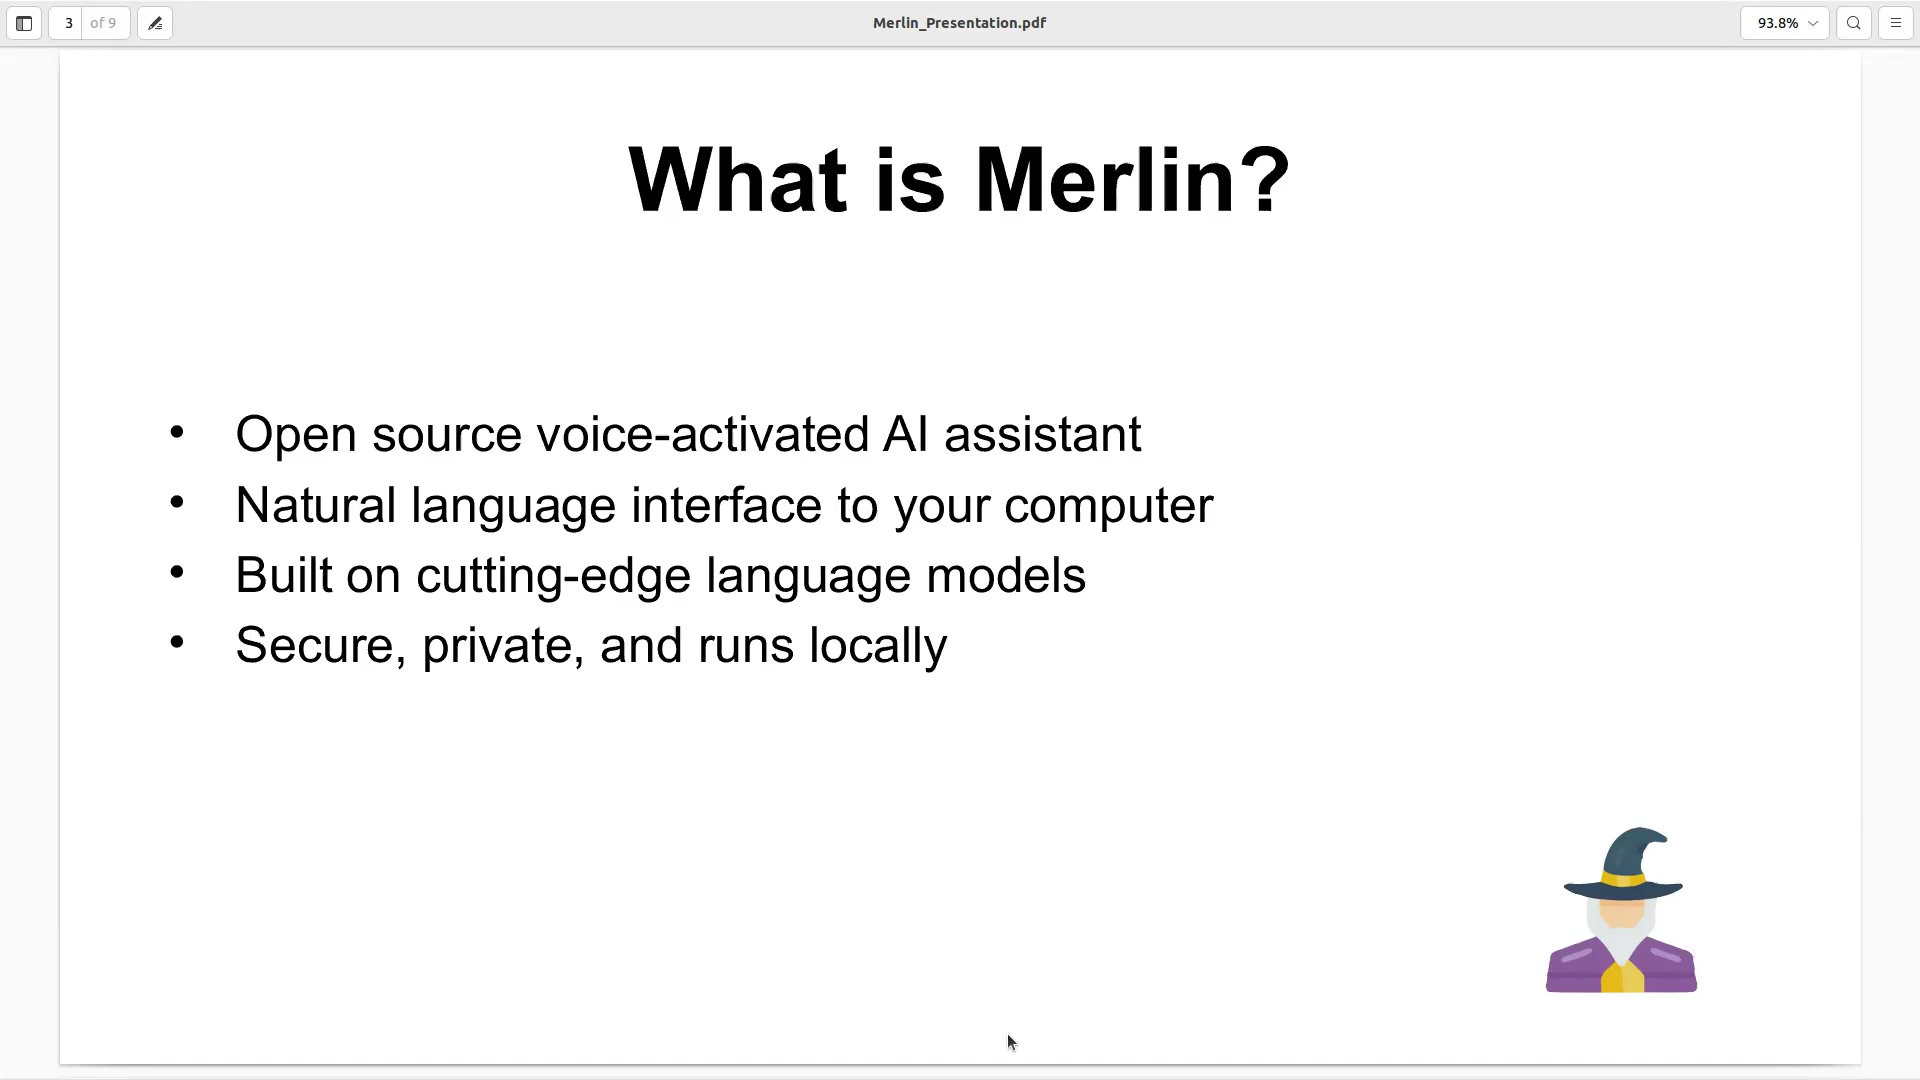 3 of 9
Merlin_Presentation.pdf
93.8%
What is Merlin?
• Open source voice-activated AI assistant
• Natural language interface to your computer
• Built on cutting-edge language models
• Secure, private, and runs locally